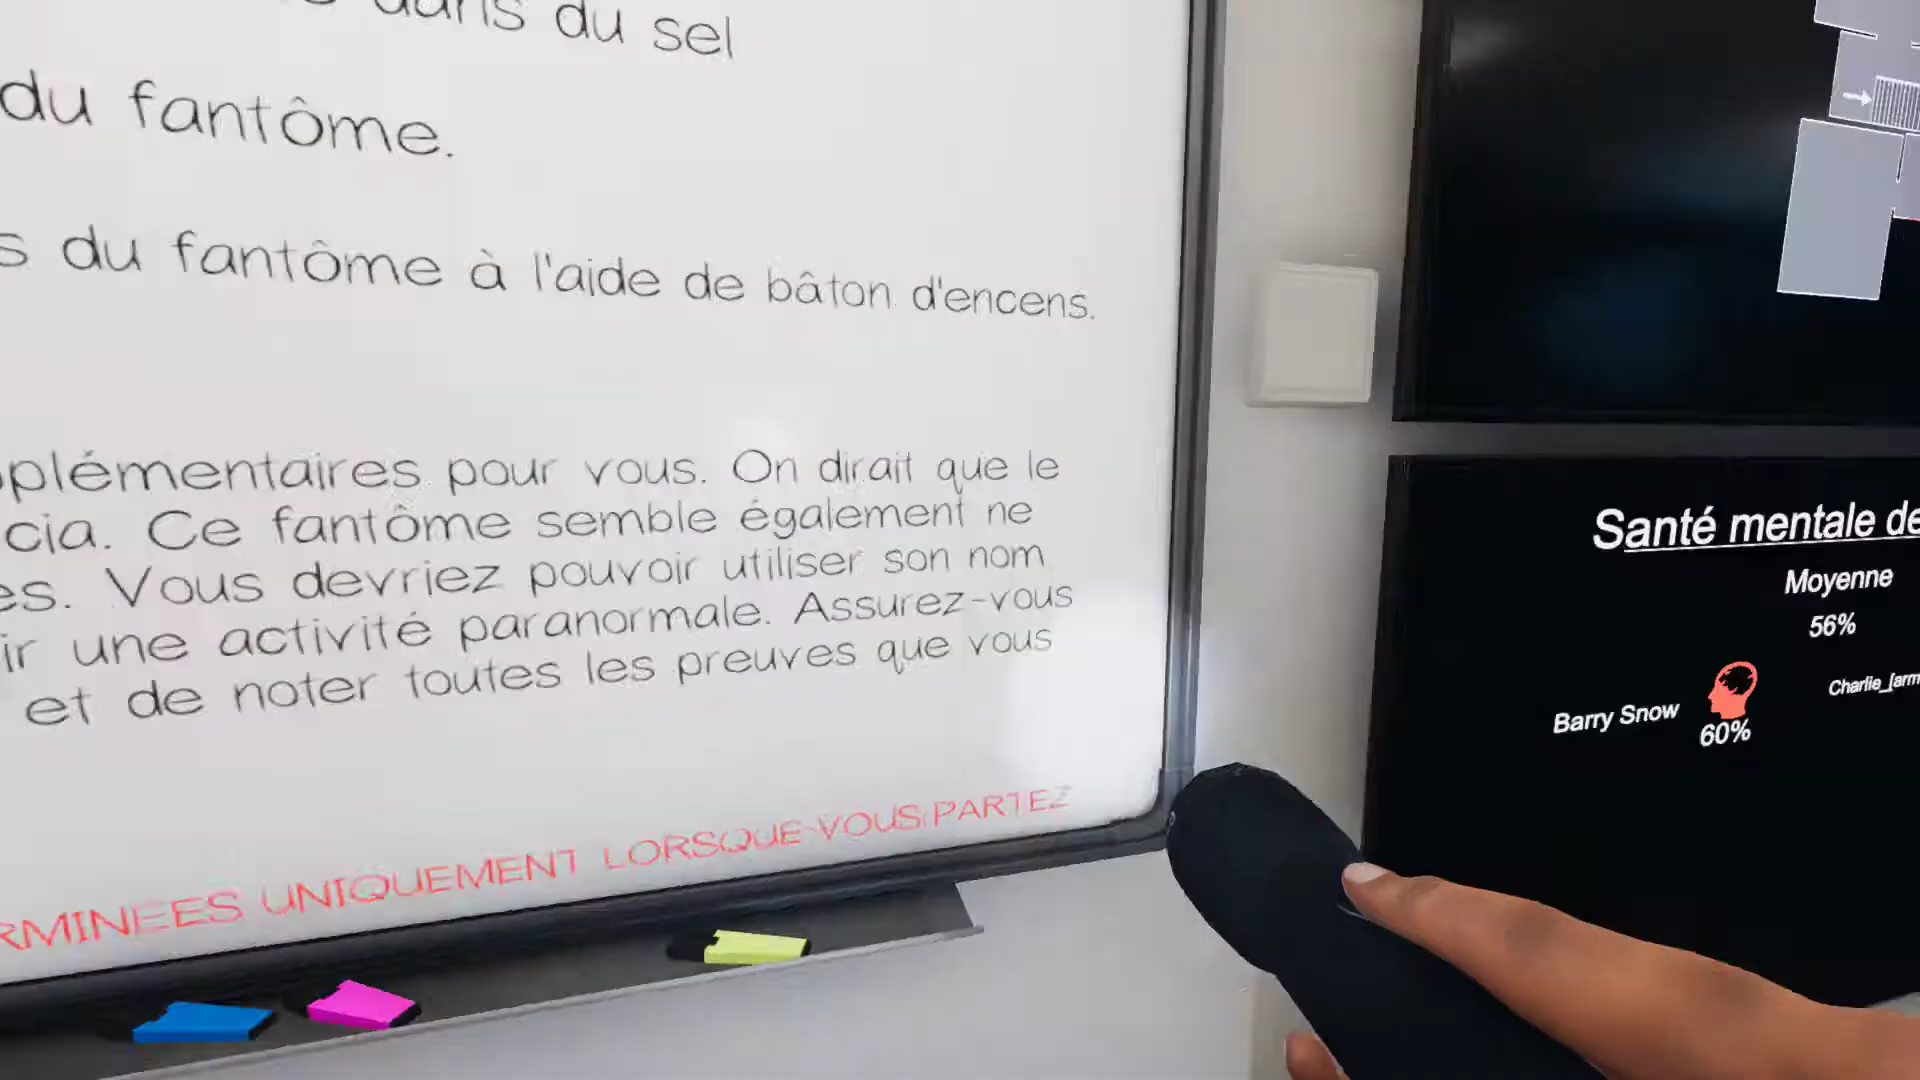 dans du sel
du fantôme.
s du fantôme à l'aide de bâton d'encens.
plémentaires pour vous. On dirait que le
cia. Ce fantôme semble également ne
es. Vous devriez pouvoir utiliser son nom
ir une activité paranormale. Assurez-vous
et de noter toutes les preuves que vous
RMINEES UNIQUEMENT LORSQUE VOUS PARTEZ
Santé mentale de
Moyenne
56%
Barry Snow
60%
Charlie_[arm